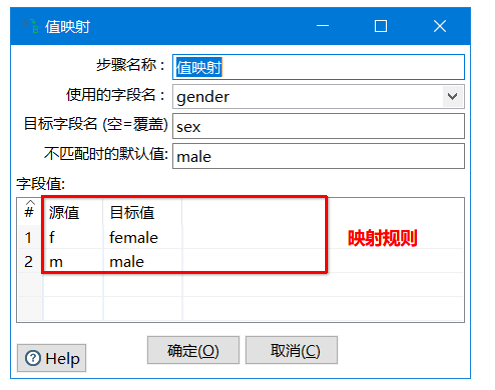 值映射
步骤名称： 值映射
使用的字段名： gender
目标字段名 (空=覆盖) sex
不匹配时的默认值: male
字段值:
# 源值 目标值
1 f female
2 m male
映射规则
Help 确定(O) 取消(C)